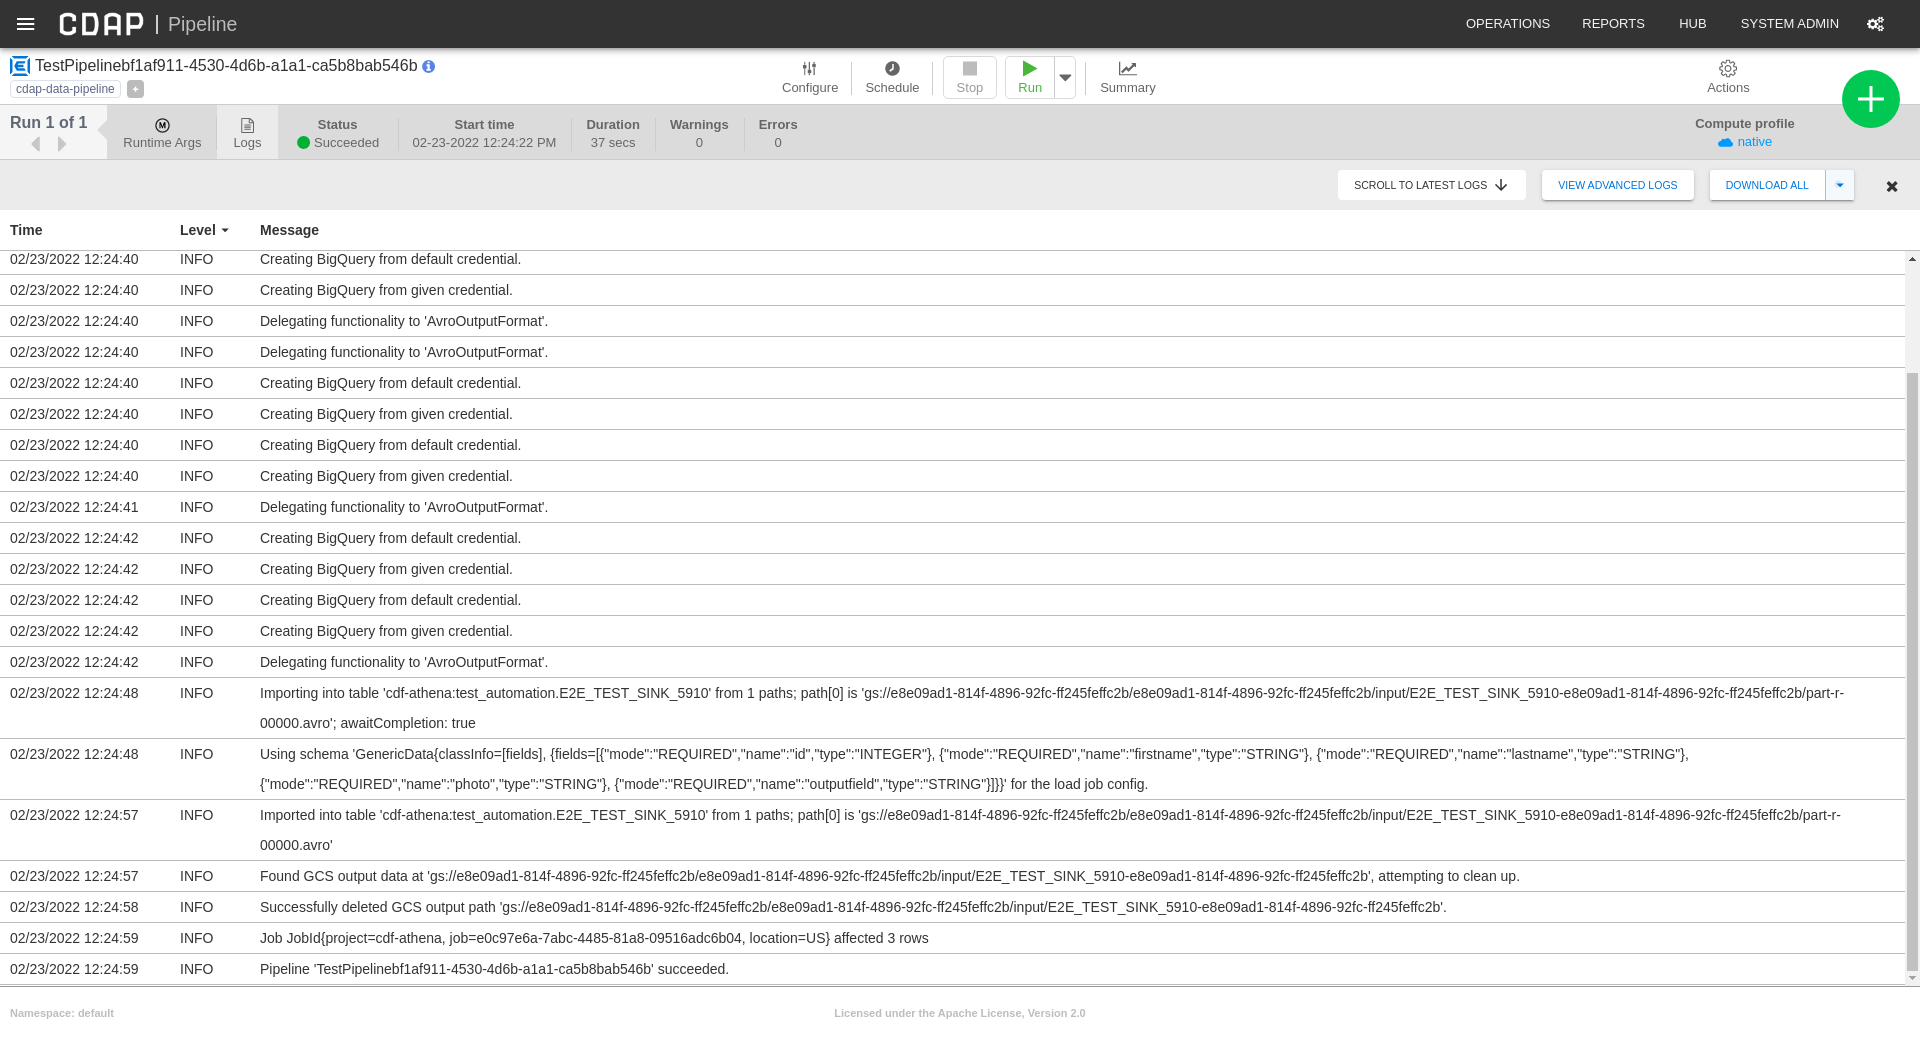 CDAP | Pipeline
OPERATIONS REPORTS HUB SYSTEM ADMIN
TestPipelinebf1af911-4530-4d6b-a1a1-ca5b8bab546b
cdap-data-pipeline +
Configure Schedule Stop Run Summary Actions
Run 1 of 1
M
Runtime Args Logs
Status Start time Duration Warnings Errors
Succeeded 02-23-2022 12:24:22 PM 37 secs 0 0
Compute profile
native
SCROLL TO LATEST LOGS VIEW ADVANCED LOGS DOWNLOAD ALL
Time Level Message
02/23/2022 12:24:40 INFO Creating BigQuery from default credential.
02/23/2022 12:24:40 INFO Creating BigQuery from given credential.
02/23/2022 12:24:40 INFO Delegating functionality to 'AvroOutputFormat'.
02/23/2022 12:24:40 INFO Delegating functionality to 'AvroOutputFormat'.
02/23/2022 12:24:40 INFO Creating BigQuery from default credential.
02/23/2022 12:24:40 INFO Creating BigQuery from given credential.
02/23/2022 12:24:40 INFO Creating BigQuery from default credential.
02/23/2022 12:24:40 INFO Creating BigQuery from given credential.
02/23/2022 12:24:41 INFO Delegating functionality to 'AvroOutputFormat'.
02/23/2022 12:24:42 INFO Creating BigQuery from default credential.
02/23/2022 12:24:42 INFO Creating BigQuery from given credential.
02/23/2022 12:24:42 INFO Creating BigQuery from default credential.
02/23/2022 12:24:42 INFO Creating BigQuery from given credential.
02/23/2022 12:24:42 INFO Delegating functionality to 'AvroOutputFormat'.
02/23/2022 12:24:48 INFO Importing into table 'cdf-athena:test_automation.E2E_TEST_SINK_5910' from 1 paths; path[0] is 'gs://e8e09ad1-814f-4896-92fc-ff245feffc2b/e8e09ad1-814f-4896-92fc-ff245feffc2b/input/E2E_TEST_SINK_5910-e8e09ad1-814f-4896-92fc-ff245feffc2b/part-r-
00000.avro'; awaitCompletion: true
02/23/2022 12:24:48 INFO Using schema 'GenericData{classInfo=[fields], {fields=[{"mode":"REQUIRED","name":"id","type":"INTEGER"}, {"mode":"REQUIRED","name":"firstname","type":"STRING"}, {"mode":"REQUIRED","name":"lastname","type":"STRING"},
{"mode":"REQUIRED","name":"photo","type":"STRING"}, {"mode":"REQUIRED","name":"outputfield","type":"STRING"}]}}' for the load job config.
02/23/2022 12:24:57 INFO Imported into table 'cdf-athena:test_automation.E2E_TEST_SINK_5910' from 1 paths; path[0] is 'gs://e8e09ad1-814f-4896-92fc-ff245feffc2b/e8e09ad1-814f-4896-92fc-ff245feffc2b/input/E2E_TEST_SINK_5910-e8e09ad1-814f-4896-92fc-ff245feffc2b/part-r-
00000.avro'
02/23/2022 12:24:57 INFO Found GCS output data at 'gs://e8e09ad1-814f-4896-92fc-ff245feffc2b/e8e09ad1-814f-4896-92fc-ff245feffc2b/input/E2E_TEST_SINK_5910-e8e09ad1-814f-4896-92fc-ff245feffc2b', attempting to clean up.
02/23/2022 12:24:58 INFO Successfully deleted GCS output path 'gs://e8e09ad1-814f-4896-92fc-ff245feffc2b/e8e09ad1-814f-4896-92fc-ff245feffc2b/input/E2E_TEST_SINK_5910-e8e09ad1-814f-4896-92fc-ff245feffc2b'.
02/23/2022 12:24:59 INFO Job JobId{project=cdf-athena, job=e0c97e6a-7abc-4485-81a8-09516adc6b04, location=US} affected 3 rows
02/23/2022 12:24:59 INFO Pipeline 'TestPipelinebf1af911-4530-4d6b-a1a1-ca5b8bab546b' succeeded.
Namespace: default Licensed under the Apache License, Version 2.0